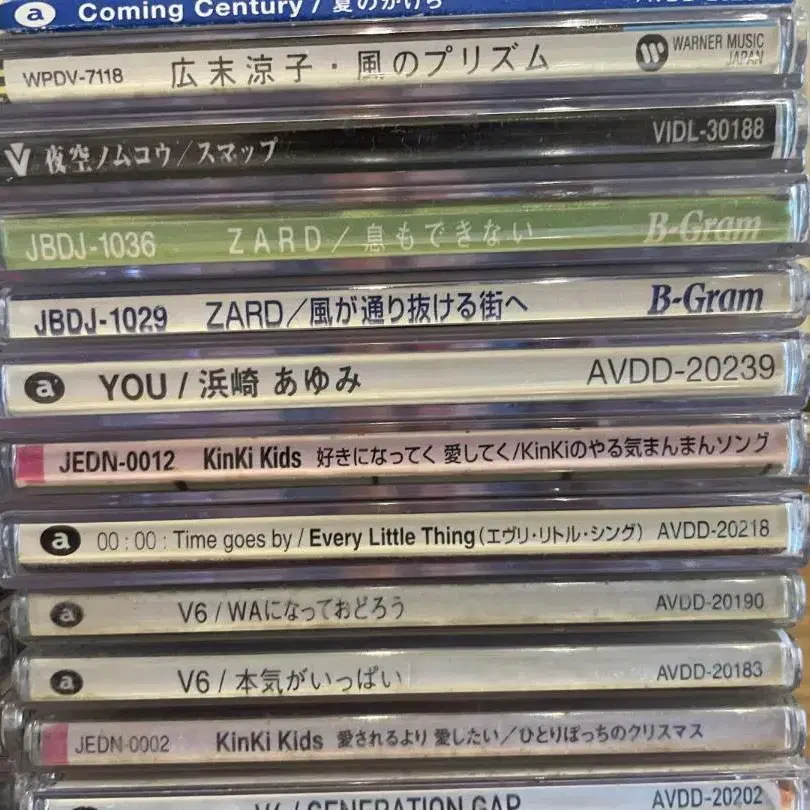 a Coming Century / 夏のかけら
WPDV-7118 広末涼子・風のプリズム WARNER MUSIC JAPAN
V 夜空ノムコウ/スマップ VIDL-30188
JBDJ-1036 ZARD/息もできない B-Gram
JBDJ-1029 ZARD/風が通り抜ける街へ B-Gram
a YOU / 浜崎 あゆみ AVDD-20239
JEDN-0012 KinKi Kids 好きになってく 愛してく/KinKiのやる気まんまんソング
a 00:00:Time goes by / Every Little Thing(エヴリ・リトル・シング) AVDD-20218
a V6 / WAになっておどろう AVDD-20190
a V6 / 本気がいっぱい AVDD-20183
JEDN-0002 KinKi Kids 愛されるより 愛したい/ひとりぼっちのクリスマス
V6 / GENERATION GAP AVDD-20202